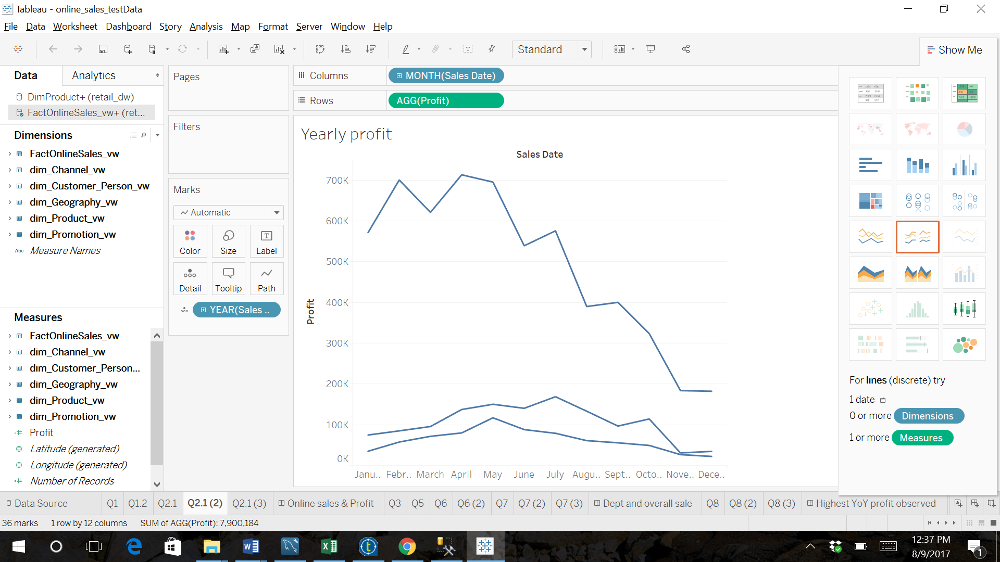 Tableau - online_sales_testData
File Data Worksheet Dashboard Story Analysis Map Format Server Window Help
Standard
Show Me
Data Analytics
DimProduct+ (retail_dw)
FactOnlineSales_vw+ (ret...
Dimensions
FactOnlineSales_vw
dim_Channel_vw
dim_Customer_Person_vw
dim_Geography_vw
dim_Product_vw
dim_Promotion_vw
Abc Measure Names
Measures
FactOnlineSales_vw
dim_Channel_vw
dim_Customer_Person...
dim_Geography_vw
dim_Product_vw
dim_Promotion_vw
Profit
Latitude (generated)
Longitude (generated)
Number of Records
Pages
Filters
Marks
Automatic
Color Size Label
Detail Tooltip Path
YEAR(Sales ..
Columns MONTH(Sales Date)
Rows AGG(Profit)
Yearly profit
Sales Date
Profit
700K
600K
500K
400K
300K
200K
100K
0K
Janu.. Febr.. March April May June July Augu.. Sept.. Octo.. Nove.. Dece..
For lines (discrete) try
1 date
0 or more Dimensions
1 or more Measures
Data Source Q1 Q1.2 Q2.1 Q2.1 (2) Q2.1 (3) Online sales & Profit Q3 Q5 Q6 Q6 (2) Q7 Q7 (2) Q7 (3) Dept and overall sale Q8 Q8 (2) Q8 (3) Highest YoY profit observed
36 marks 1 row by 12 columns SUM of AGG(Profit): 7,900,184
12:37 PM
8/9/2017
1